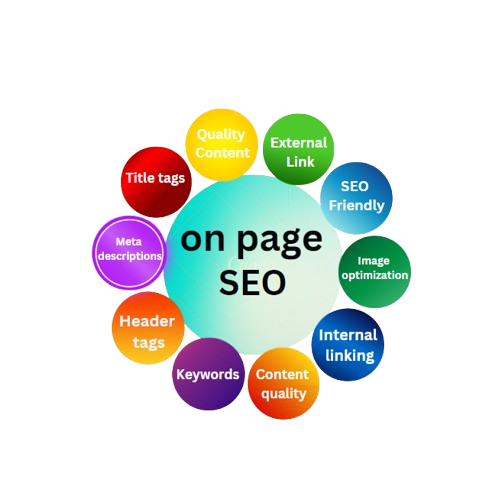 on page
SEO
Quality
Content
External
Link
SEO
Friendly
Image
optimization
Internal
linking
Content
quality
Keywords
Header
tags
Meta
descriptions
Title tags